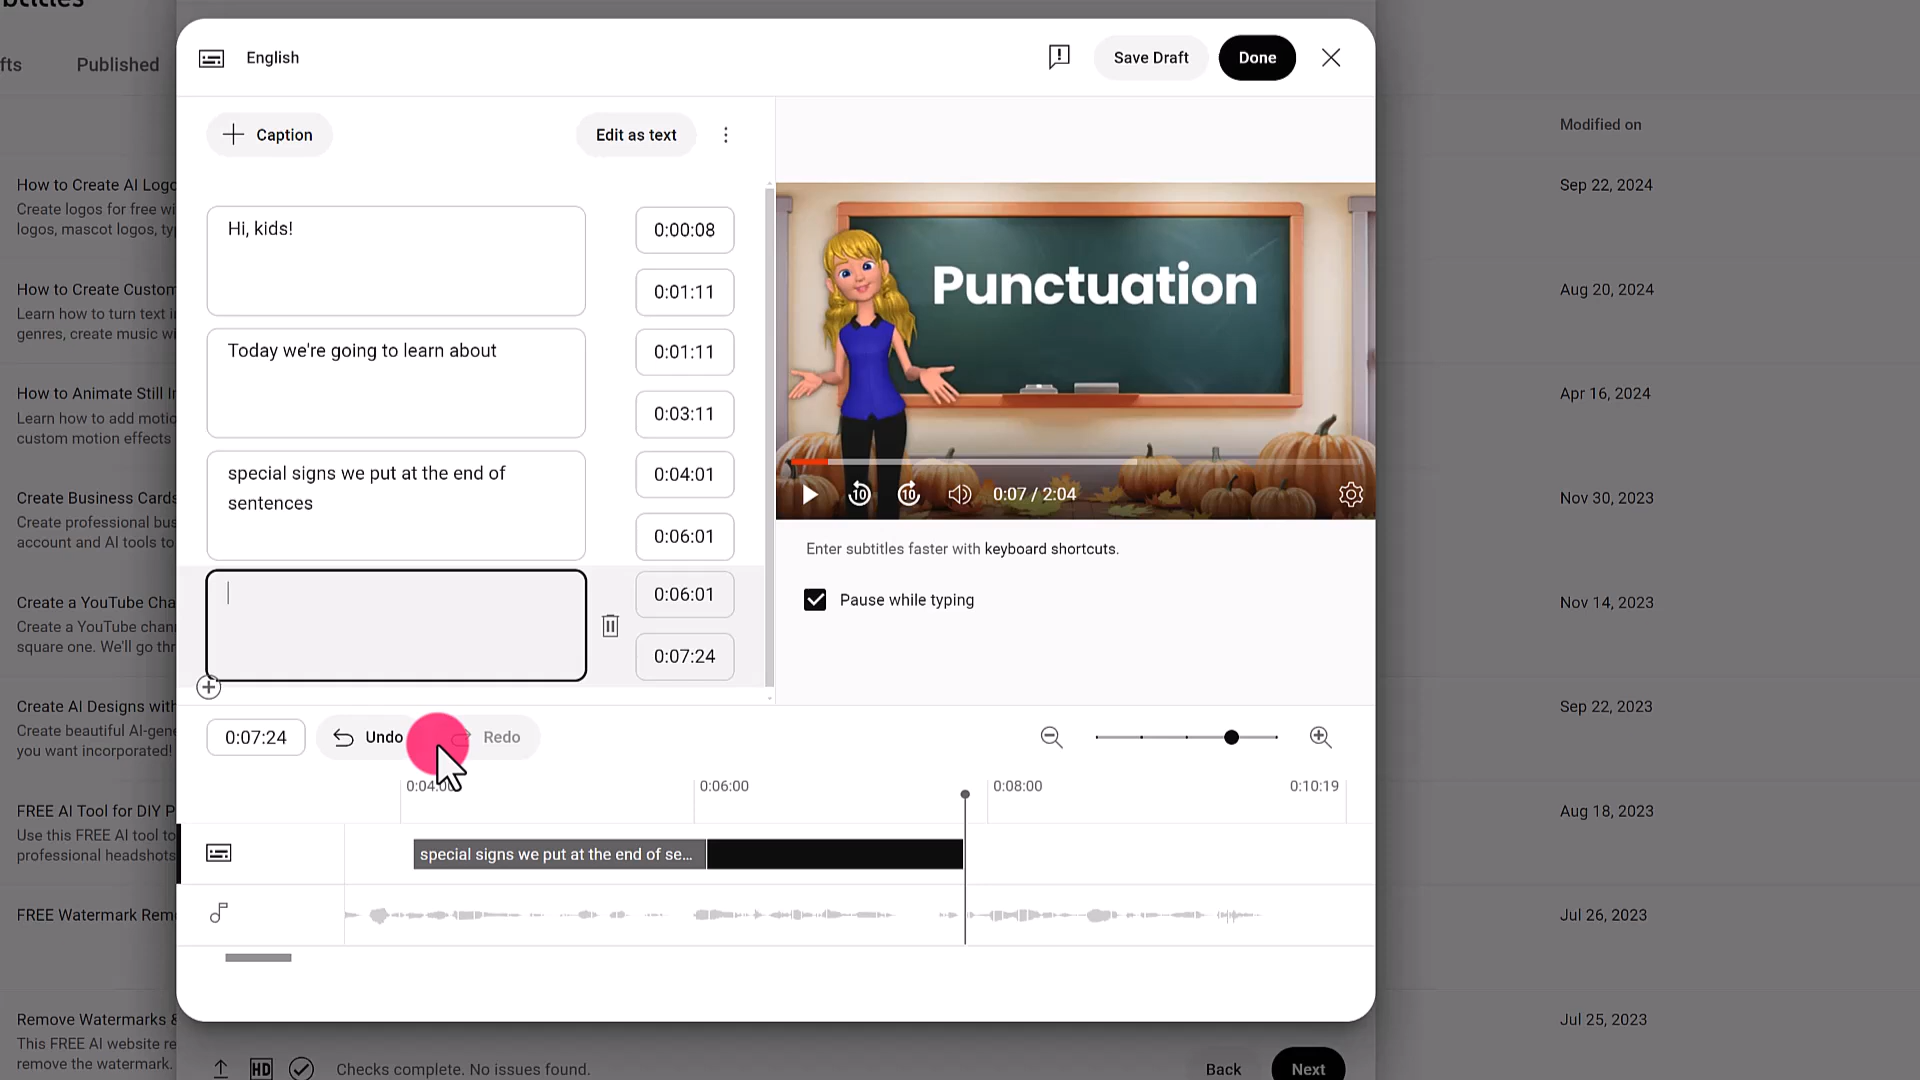 btitles
fts
Published
Modified on
How to Create AI Logo
Create logos for free wi
logos, mascot logos, ty
Sep 22, 2024
How to Create Custom
Learn how to turn text i
genres, create music wi
Aug 20, 2024
How to Animate Still I
Learn how to add motio
custom motion effects
Apr 16, 2024
Create Business Cards
Create professional bus
account and AI tools to
Nov 30, 2023
Create a YouTube Cha
Create a YouTube chan
square one. We'll go thr
Nov 14, 2023
Create AI Designs with
Create beautiful AI-gene
you want incorporated!
Sep 22, 2023
FREE AI Tool for DIY P
Use this FREE AI tool to
professional headshots
Aug 18, 2023
FREE Watermark Rem
Jul 26, 2023
Remove Watermarks &
This FREE AI website re
remove the watermark.
Jul 25, 2023
English
Save Draft
Done
Caption
Edit as text
Hi, kids!
0:00:08
0:01:11
Today we're going to learn about
0:01:11
0:03:11
special signs we put at the end of
sentences
0:04:01
0:06:01
0:06:01
0:07:24
Punctuation
10
10
0:07 / 2:04
Enter subtitles faster with keyboard shortcuts.
Pause while typing
0:07:24
Undo
Redo
0:04:00
0:06:00
0:08:00
0:10:19
special signs we put at the end of se...
HD
Checks complete. No issues found.
Back
Next